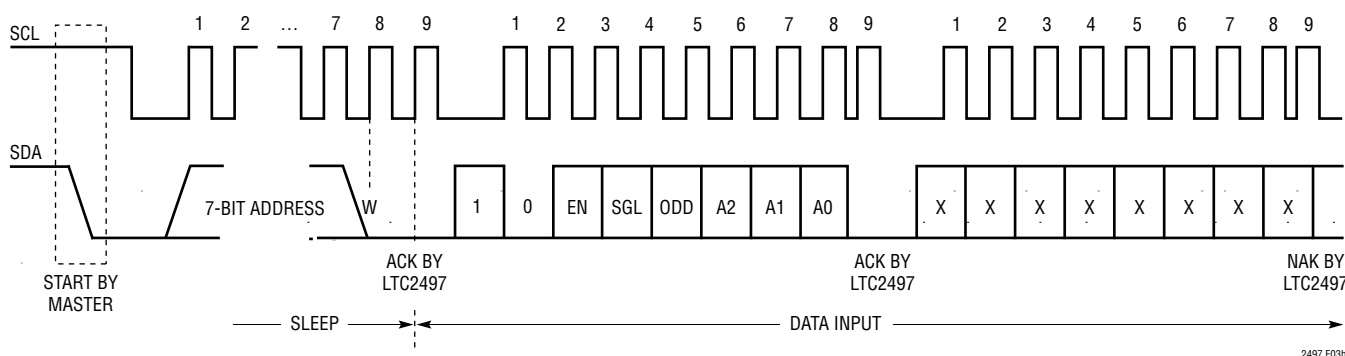 SCL 1 2 … 7 8 9 1 2 3 4 5 6 7 8 9 1 2 3 4 5 6 7 8 9
SDA
7-BIT ADDRESS W 1 0 EN SGL ODD A2 A1 A0 X X X X X X X X
START BY
MASTER
ACK BY
LTC2497
ACK BY
LTC2497
NAK BY
LTC2497
SLEEP DATA INPUT
2497 F03b